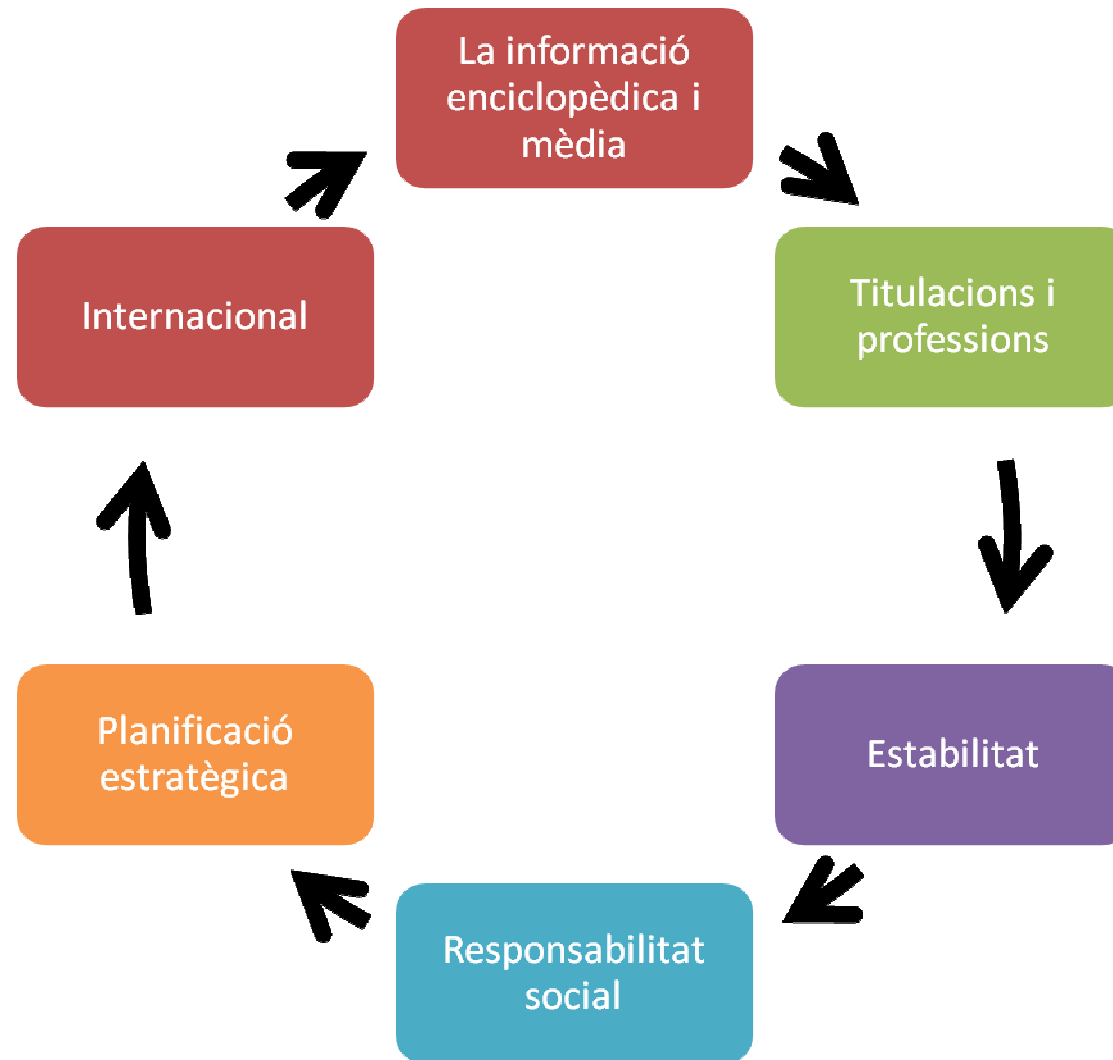 La informació
enciclopèdica i
mèdia
Titulacions i
professions
Estabilitat
Responsabilitat
social
Planificació
estratègica
Internacional